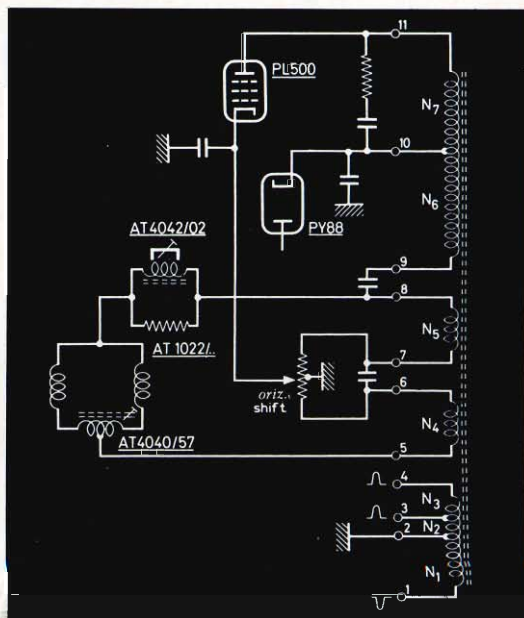 11
PL500
N7
10
N6
PY88
AT4042/02
9
8
AT 1022/..
N5
7
6
oriz.
shift
N4
AT4040/57
5
4
N3
3
N2
2
N1
1